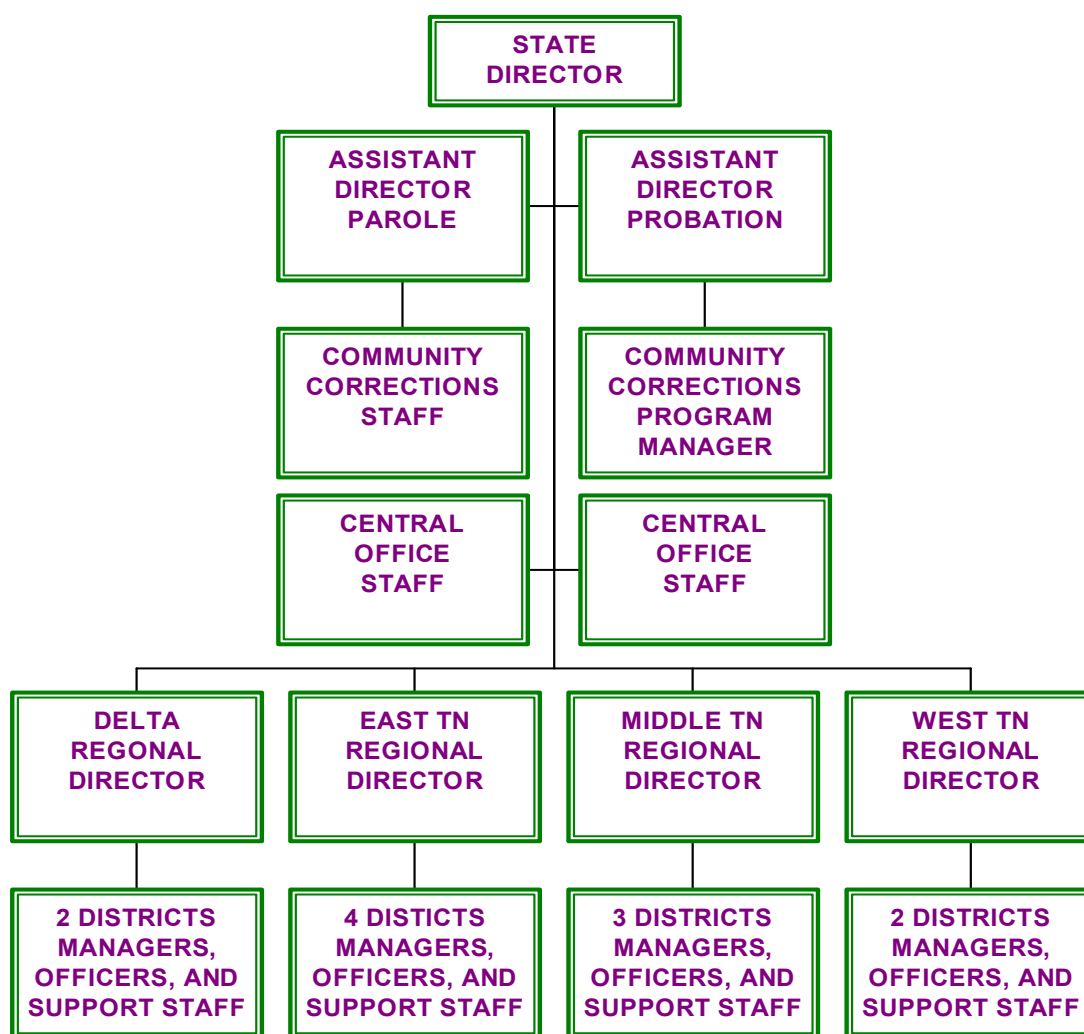 STATE
DIRECTOR
ASSISTANT
DIRECTOR
PAROLE
ASSISTANT
DIRECTOR
PROBATION
COMMUNITY
CORRECTIONS
STAFF
COMMUNITY
CORRECTIONS
PROGRAM
MANAGER
CENTRAL
OFFICE
STAFF
CENTRAL
OFFICE
STAFF
DELTA
REGONAL
DIRECTOR
EAST TN
REGIONAL
DIRECTOR
MIDDLE TN
REGIONAL
DIRECTOR
WEST TN
REGIONAL
DIRECTOR
2 DISTRICTS
MANAGERS,
OFFICERS, AND
SUPPORT STAFF
4 DISTICTS
MANAGERS,
OFFICERS, AND
SUPPORT STAFF
3 DISTRICTS
MANAGERS,
OFFICERS, AND
SUPPORT STAFF
2 DISTRICTS
MANAGERS,
OFFICERS, AND
SUPPORT STAFF